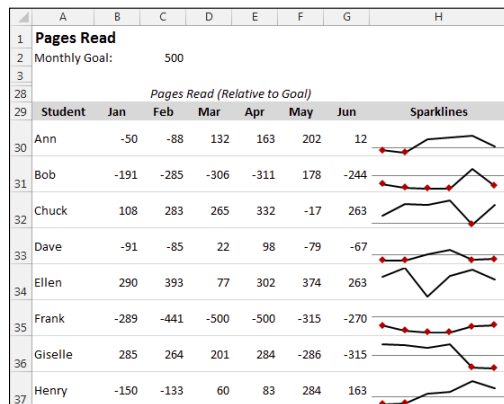 A B C D E F G H
1 Pages Read
2 Monthly Goal: 500
3
28 Pages Read (Relative to Goal)
29 Student Jan Feb Mar Apr May Jun Sparklines
30 Ann -50 -88 132 163 202 12
31 Bob -191 -285 -306 -311 178 -244
32 Chuck 108 283 265 332 -17 263
33 Dave -91 -85 22 98 -79 -67
34 Ellen 290 393 77 302 374 263
35 Frank -289 -441 -500 -500 -315 -270
36 Giselle 285 264 201 284 -286 -315
37 Henry -150 -133 60 83 284 163